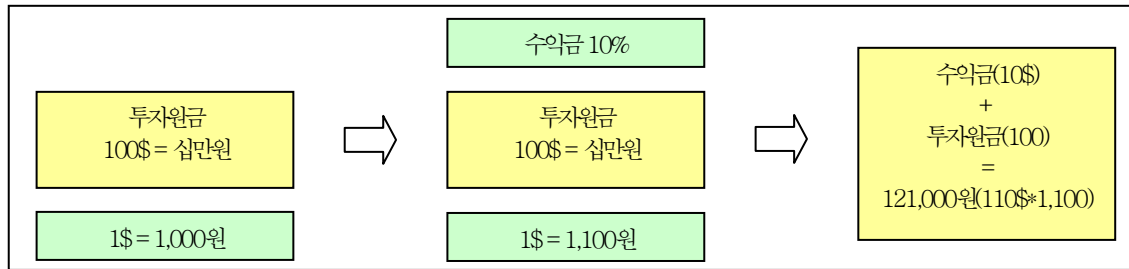 투자원금
100$ = 십만원
1$ = 1,000원
수익금 10%
투자원금
100$ = 십만원
1$ = 1,100원
수익금(10$)
+
투자원금(100)
=
121,000원(110$*1,100)